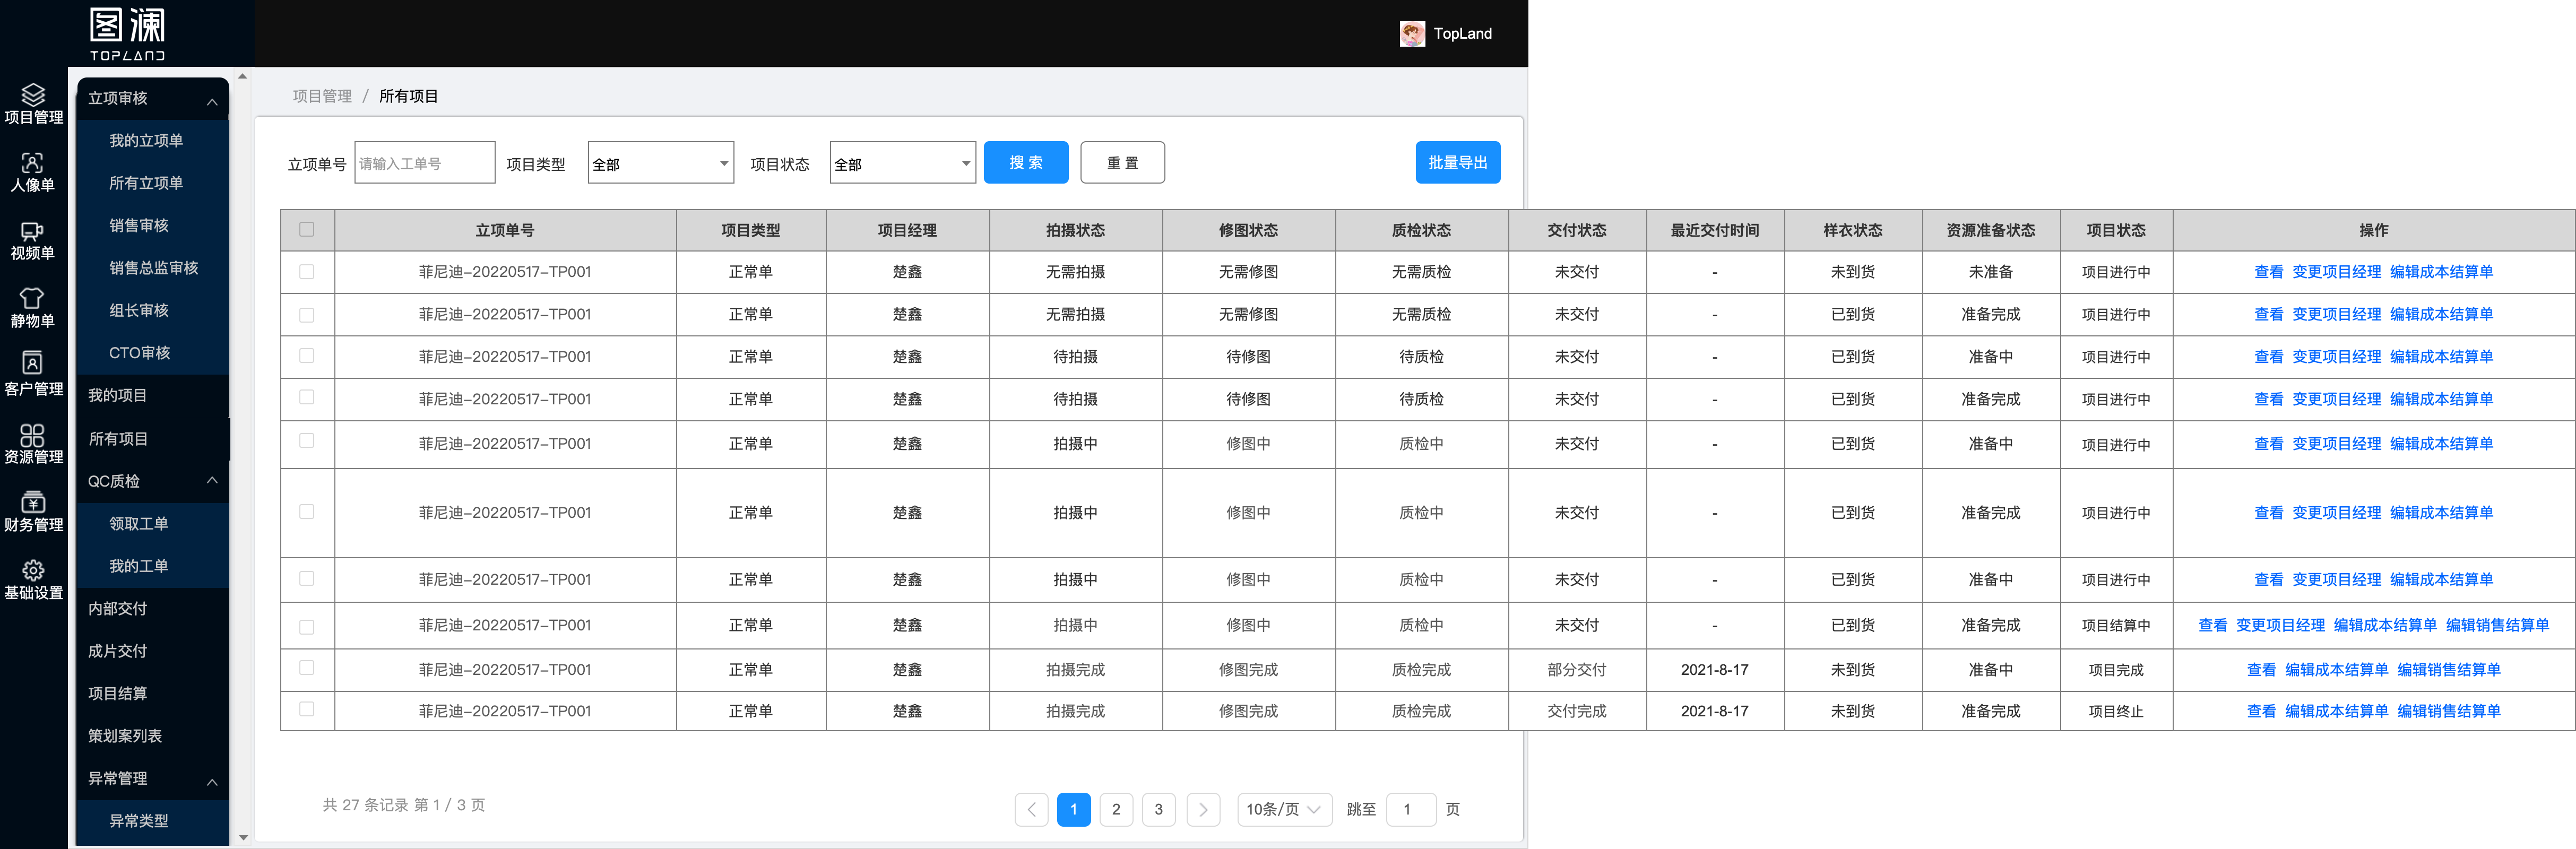 图澜
TOPLAND
TopLand
项目管理
人像单
视频单
静物单
客户管理
资源管理
财务管理
基础设置
立项审核
我的立项单
所有立项单
销售审核
销售总监审核
组长审核
CTO审核
我的项目
所有项目
QC质检
领取工单
我的工单
内部交付
成片交付
项目结算
策划案列表
异常管理
异常类型
项目管理 / 所有项目
立项单号 请输入工单号 项目类型 全部 项目状态 全部 搜 索 重 置 批量导出
立项单号 项目类型 项目经理 拍摄状态 修图状态 质检状态 交付状态 最近交付时间 样衣状态 资源准备状态 项目状态 操作
菲尼迪-20220517-TP001 正常单 楚鑫 无需拍摄 无需修图 无需质检 未交付 - 未到货 未准备 项目进行中 查看 变更项目经理 编辑成本结算单
菲尼迪-20220517-TP001 正常单 楚鑫 无需拍摄 无需修图 无需质检 未交付 - 已到货 准备完成 项目进行中 查看 变更项目经理 编辑成本结算单
菲尼迪-20220517-TP001 正常单 楚鑫 待拍摄 待修图 待质检 未交付 - 已到货 准备中 项目进行中 查看 变更项目经理 编辑成本结算单
菲尼迪-20220517-TP001 正常单 楚鑫 待拍摄 待修图 待质检 未交付 - 已到货 准备完成 项目进行中 查看 变更项目经理 编辑成本结算单
菲尼迪-20220517-TP001 正常单 楚鑫 拍摄中 修图中 质检中 未交付 - 已到货 准备中 项目进行中 查看 变更项目经理 编辑成本结算单
菲尼迪-20220517-TP001 正常单 楚鑫 拍摄中 修图中 质检中 未交付 - 已到货 准备完成 项目进行中 查看 变更项目经理 编辑成本结算单
菲尼迪-20220517-TP001 正常单 楚鑫 拍摄中 修图中 质检中 未交付 - 已到货 准备中 项目进行中 查看 变更项目经理 编辑成本结算单
菲尼迪-20220517-TP001 正常单 楚鑫 拍摄中 修图中 质检中 未交付 - 已到货 准备完成 项目结算中 查看 变更项目经理 编辑成本结算单 编辑销售结算单
菲尼迪-20220517-TP001 正常单 楚鑫 拍摄完成 修图完成 质检完成 部分交付 2021-8-17 未到货 准备中 项目完成 查看 编辑成本结算单 编辑销售结算单
菲尼迪-20220517-TP001 正常单 楚鑫 拍摄完成 修图完成 质检完成 交付完成 2021-8-17 未到货 准备完成 项目终止 查看 编辑成本结算单 编辑销售结算单
共 27 条记录 第 1 / 3 页 1 2 3 10条/页 跳至 1 页